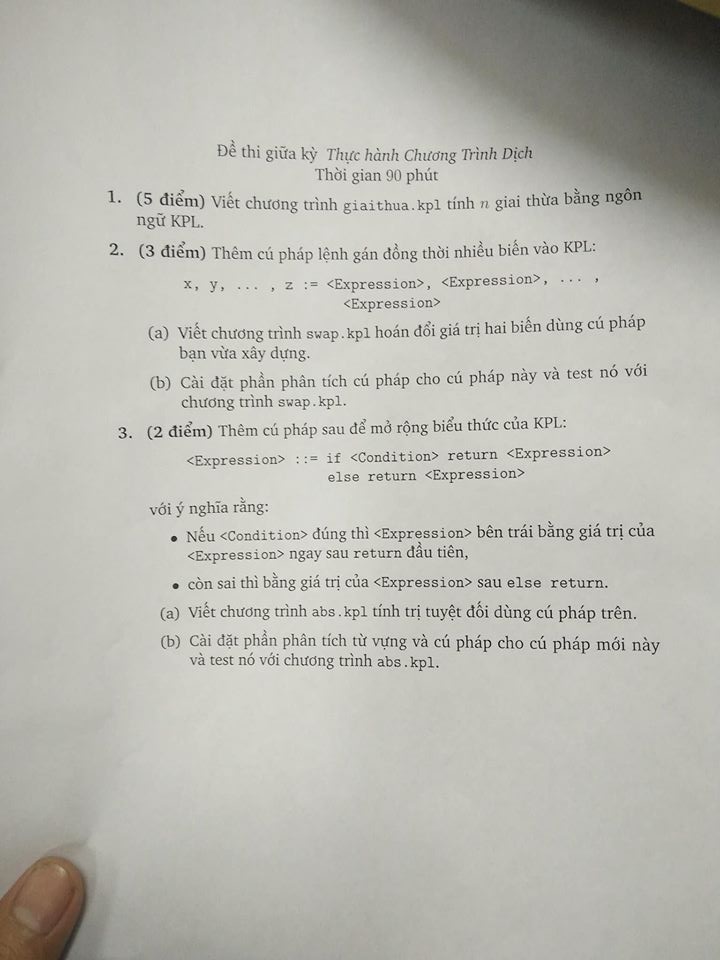 Đề thi giữa kỳ Thực hành Chương Trình Dịch
Thời gian 90 phút
1. (5 điểm) Viết chương trình giaithua.kpl tính n giai thừa bằng ngôn
ngữ KPL.
2. (3 điểm) Thêm cú pháp lệnh gán đồng thời nhiều biến vào KPL:
x, y, ... , z := <Expression>, <Expression>, ... ,
<Expression>
(a) Viết chương trình swap.kpl hoán đổi giá trị hai biến dùng cú pháp
bạn vừa xây dựng.
(b) Cài đặt phần phân tích cú pháp cho cú pháp này và test nó với
chương trình swap.kpl.
3. (2 điểm) Thêm cú pháp sau để mở rộng biểu thức của KPL:
<Expression> ::= if <Condition> return <Expression>
else return <Expression>
với ý nghĩa rằng:
• Nếu <Condition> đúng thì <Expression> bên trái bằng giá trị của
<Expression> ngay sau return đầu tiên,
• còn sai thì bằng giá trị của <Expression> sau else return.
(a) Viết chương trình abs.kpl tính trị tuyệt đối dùng cú pháp trên.
(b) Cài đặt phần phân tích từ vựng và cú pháp cho cú pháp mới này
và test nó với chương trình abs.kpl.